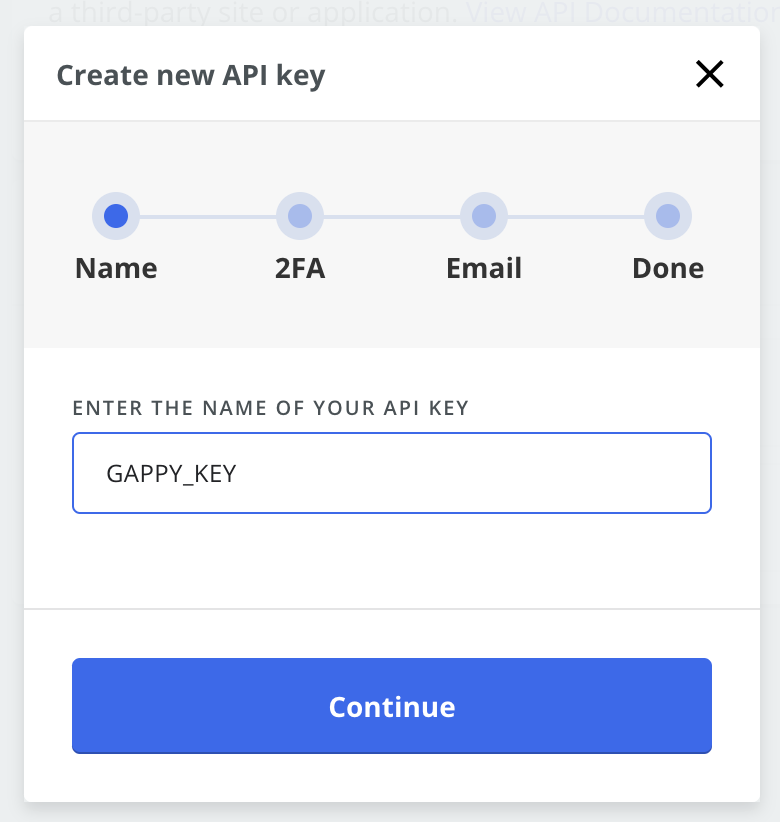 a third-party site or application. View API Documentation
Create new API key
Name
2FA
Email
Done
ENTER THE NAME OF YOUR API KEY
GAPPY_KEY
Continue